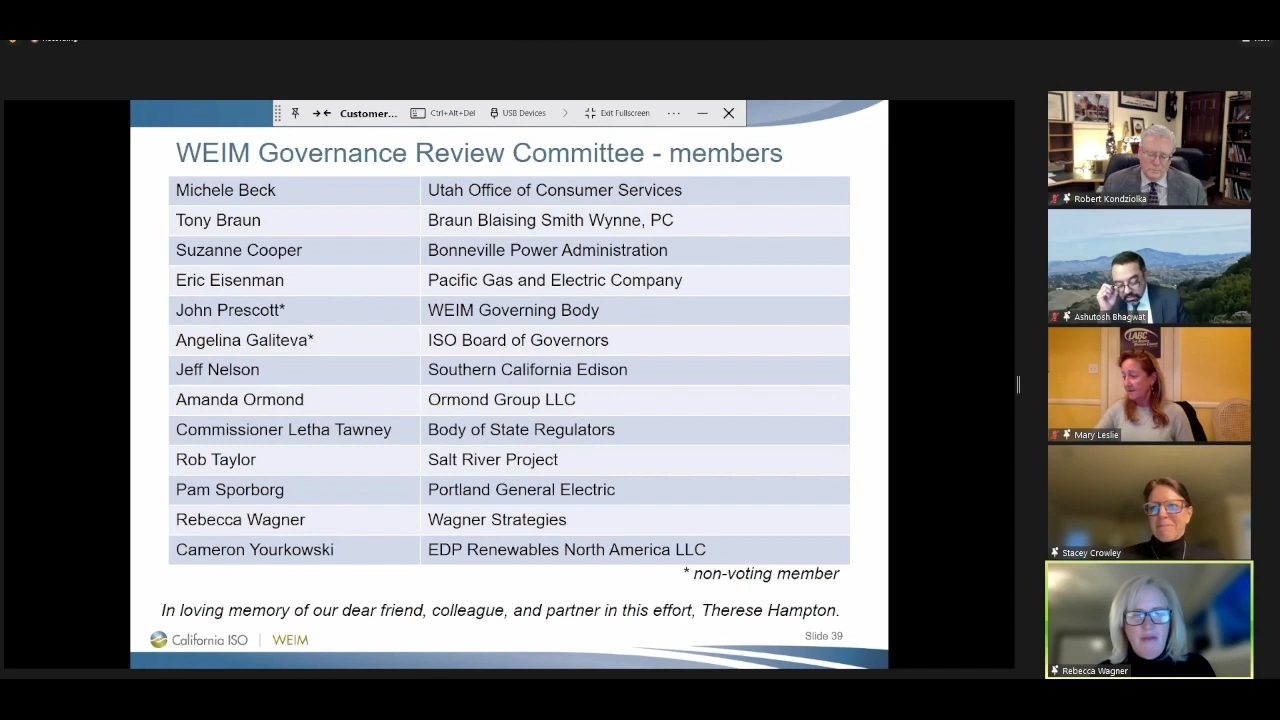 Recording
View
Customer...
Ctrl+Alt+Del
USB Devices
Exit Fullscreen
WEIM Governance Review Committee - members
Michele Beck Utah Office of Consumer Services
Tony Braun Braun Blaising Smith Wynne, PC
Suzanne Cooper Bonneville Power Administration
Eric Eisenman Pacific Gas and Electric Company
John Prescott* WEIM Governing Body
Angelina Galiteva* ISO Board of Governors
Jeff Nelson Southern California Edison
Amanda Ormond Ormond Group LLC
Commissioner Letha Tawney Body of State Regulators
Rob Taylor Salt River Project
Pam Sporborg Portland General Electric
Rebecca Wagner Wagner Strategies
Cameron Yourkowski EDP Renewables North America LLC
* non-voting member
In loving memory of our dear friend, colleague, and partner in this effort, Therese Hampton.
California ISO | WEIM
Slide 39
Robert Kondziolka
Ashutosh Bhagwat
LABC
Mary Leslie
Stacey Crowley
Rebecca Wagner